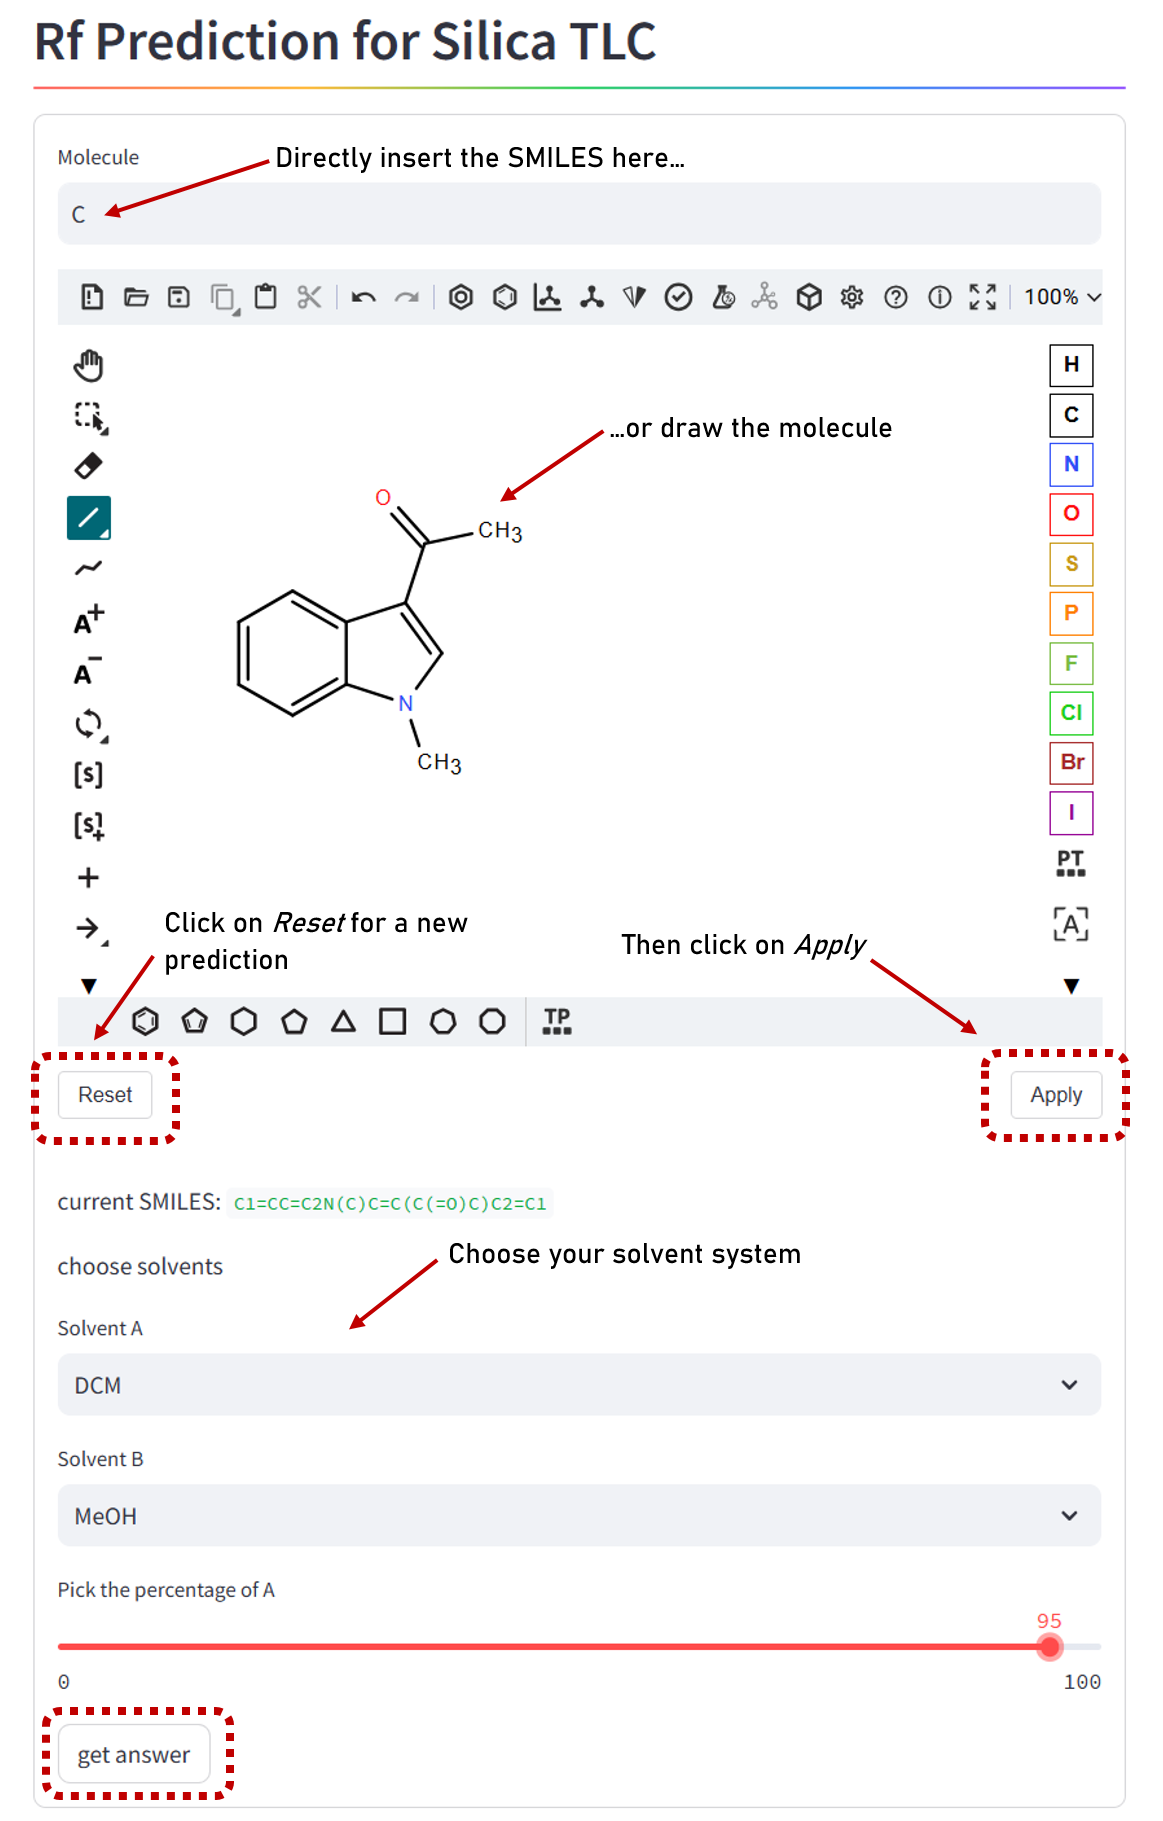 Rf Prediction for Silica TLC
Molecule
Directly insert the SMILES here...
C
100%
H
C
N
O
S
P
F
Cl
Br
I
PT
[A]
A+
A-
[s]
[s]+
...or draw the molecule
O
CH3
N
CH3
Click on Reset for a new
prediction
Then click on Apply
TP
Reset
Apply
current SMILES: C1=CC=C2N(C)C=C(C(=O)C)C2=C1
choose solvents
Choose your solvent system
Solvent A
DCM
Solvent B
MeOH
Pick the percentage of A
95
0
100
get answer